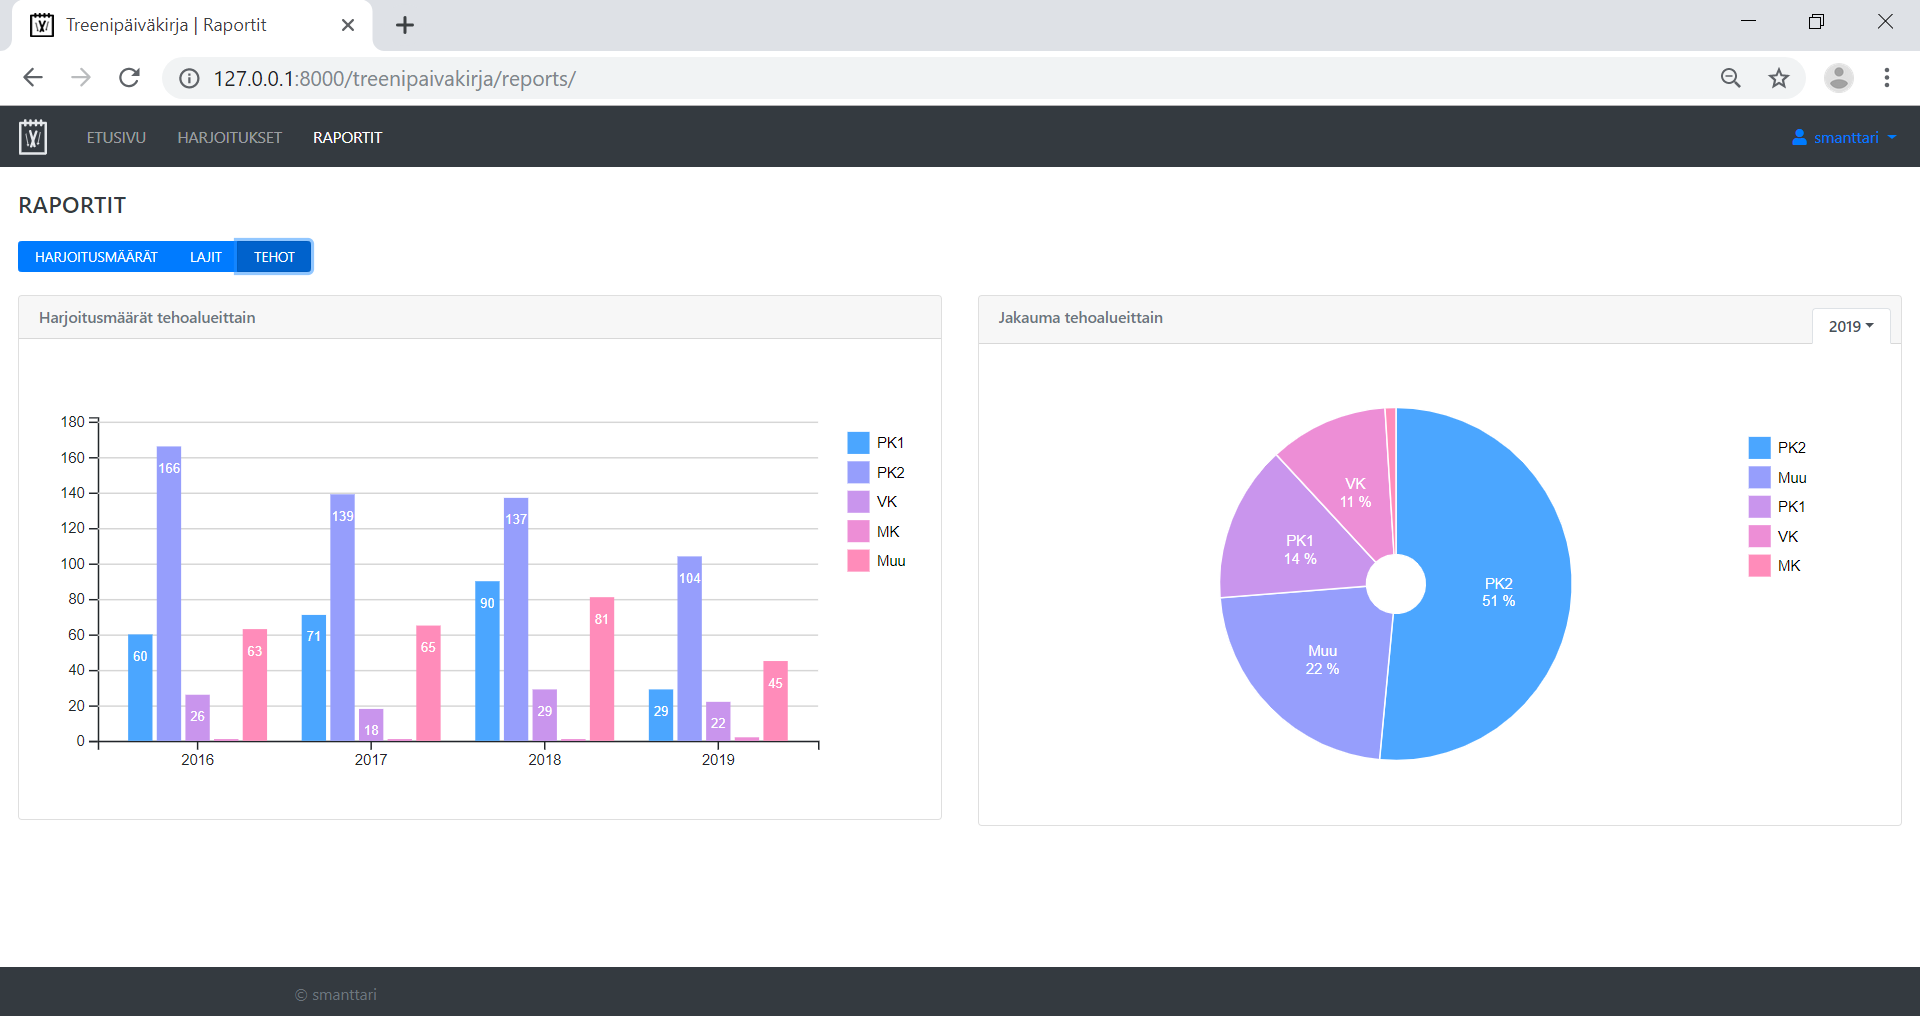 Treenipäiväkirja | Raportit
127.0.0.1:8000/treenipaivakirja/reports/
ETUSIVU HARJOITUKSET RAPORTIT smanttari
RAPORTIT
HARJOITUSMÄÄRÄT LAJIT TEHOT
Harjoitusmäärät tehoalueittain
180
160
140
120
100
80
60
40
20
0
60 166 26 63
71 139 18 65
90 137 29 81
29 104 22 45
2016 2017 2018 2019
PK1
PK2
VK
MK
Muu
Jakauma tehoalueittain
2019
VK
11 %
PK1
14 %
PK2
51 %
Muu
22 %
PK2
Muu
PK1
VK
MK
© smanttari